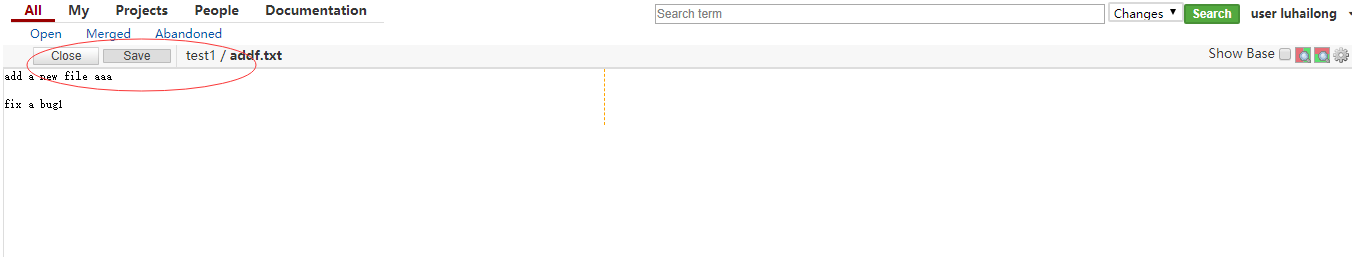 All My Projects People Documentation Search term Changes Search user luhailong
Open Merged Abandoned
Close Save test1 / addf.txt Show Base
add a new file aaa
fix a bug1